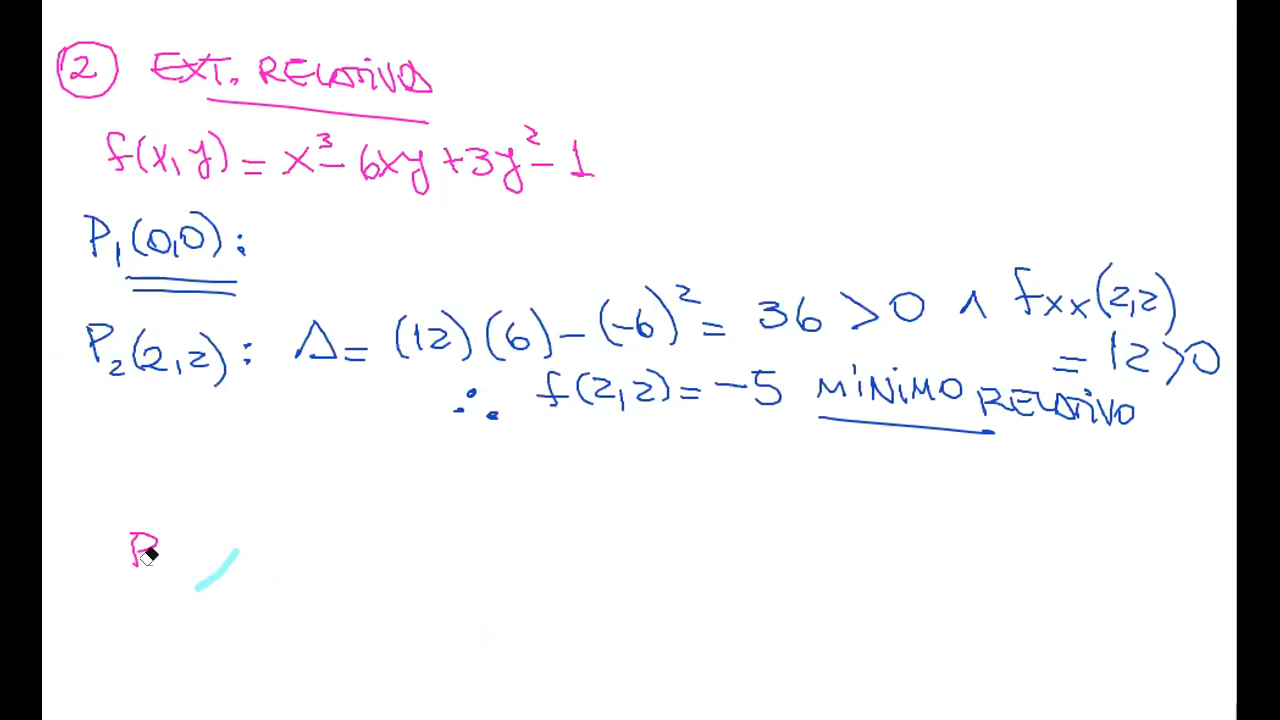 2 EXT. RELATIVOS
f(x,y) = x³ - 6xy + 3y² - 1
P₁(0,0):
P₂(2,2): Δ = (12)(6) - (-6)² = 36 > 0 ∧ fxx(2,2)
= 12 > 0
∴ f(2,2) = -5 MíNiMO RELATiVO
P